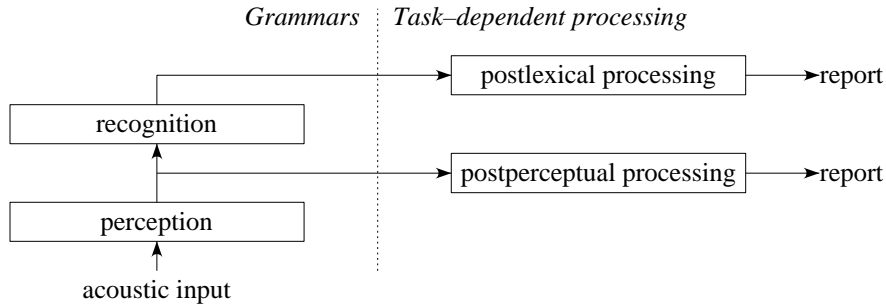 Grammars
Task–dependent processing
postlexical processing
report
recognition
postperceptual processing
report
perception
acoustic input